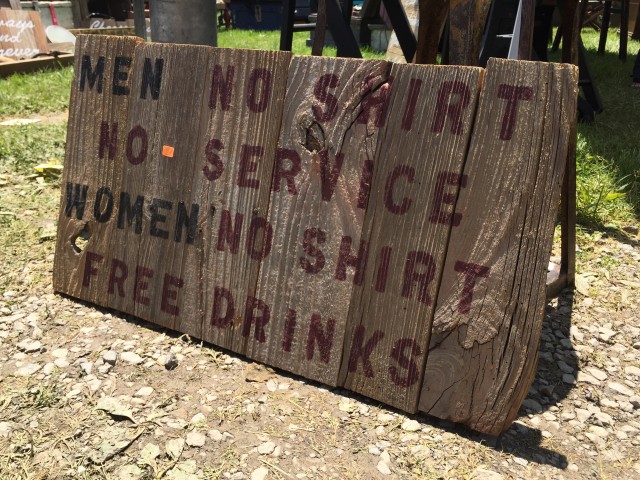 MEN NO SHIRT
NO SERVICE
WOMEN NO SHIRT
FREE DRINKS